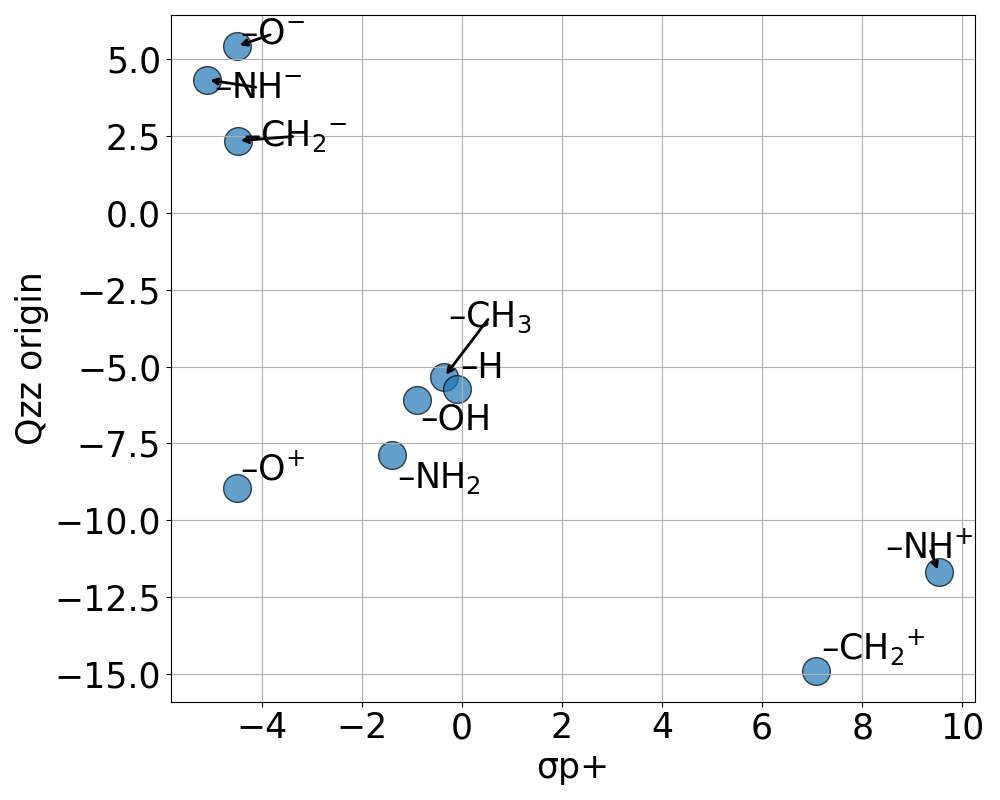 –O⁻
5.0
–NH⁻
2.5
–CH₂⁻
0.0
−2.5
–CH₃
−5.0
–H
–OH
−7.5
–O⁺
–NH₂
−10.0
–NH⁺
−12.5
–CH₂⁺
−15.0
Qzz origin
−4 −2 0 2 4 6 8 10
σp+